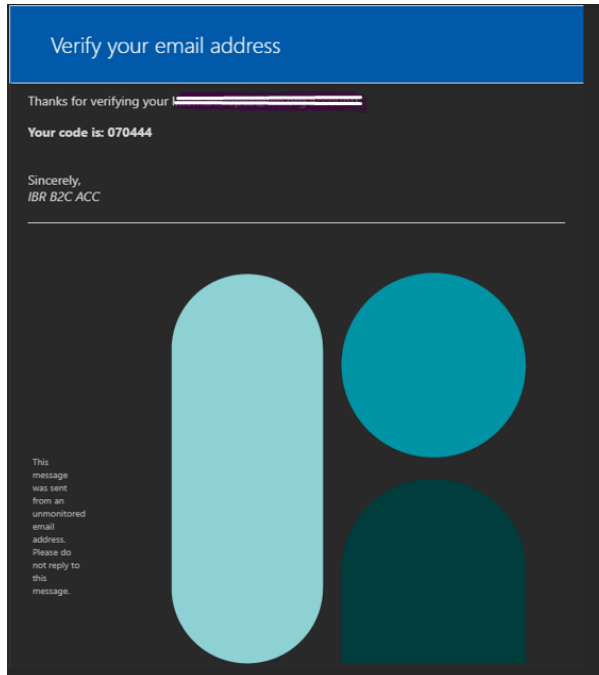 Verify your email address
Thanks for verifying your
Your code is: 070444
Sincerely,
IBR B2C ACC
This
message
was sent
from an
unmonitored
email
address.
Please do
not reply to
this
message.